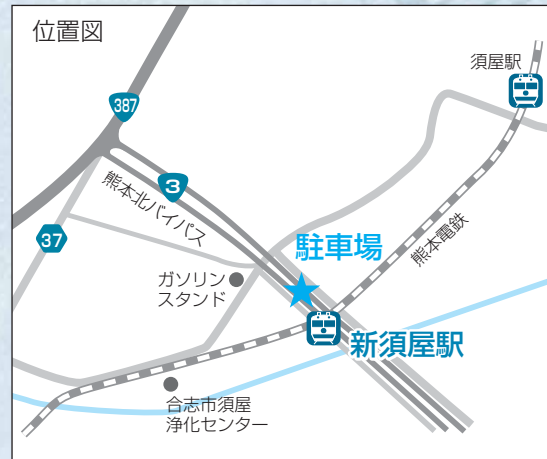 位置図
須屋駅
387
3
熊本北バイパス
37
駐車場
熊本電鉄
ガソリン
スタンド
新須屋駅
合志市須屋
浄化センター